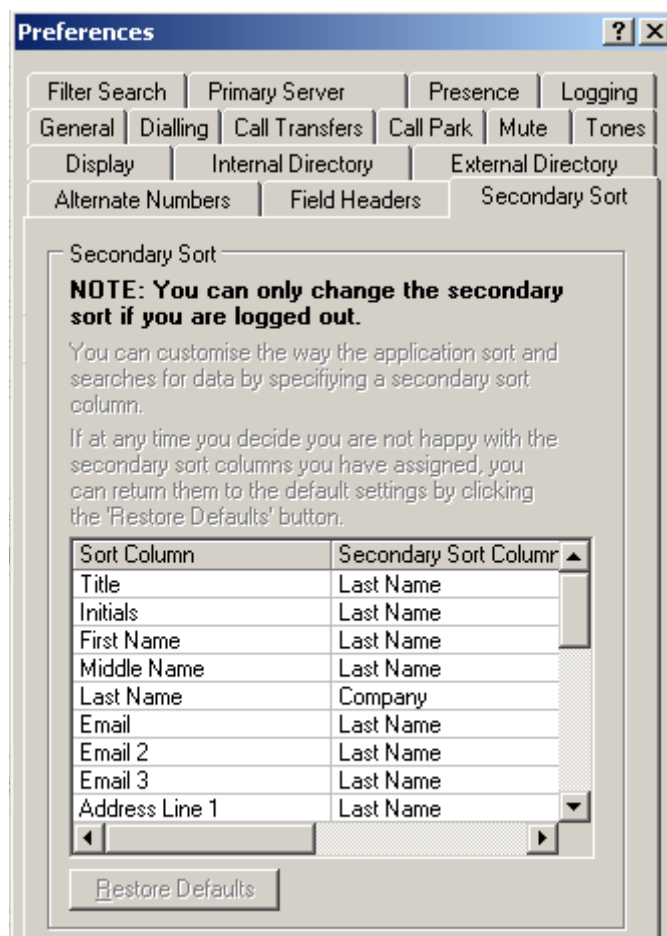 Preferences
Filter Search Primary Server Presence Logging
General Dialling Call Transfers Call Park Mute Tones
Display Internal Directory External Directory
Alternate Numbers Field Headers Secondary Sort
Secondary Sort
NOTE: You can only change the secondary
sort if you are logged out.
You can customise the way the application sort and
searches for data by specifiying a secondary sort
column.
If at any time you decide you are not happy with the
secondary sort columns you have assigned, you
can return them to the default settings by clicking
the 'Restore Defaults' button.
Sort Column Secondary Sort Column
Title Last Name
Initials Last Name
First Name Last Name
Middle Name Last Name
Last Name Company
Email Last Name
Email 2 Last Name
Email 3 Last Name
Address Line 1 Last Name
Restore Defaults